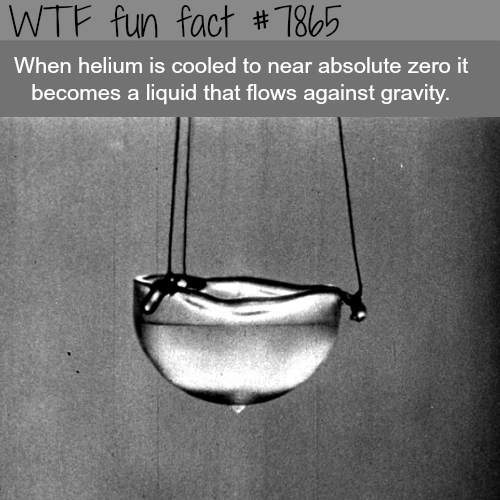 WTF fun fact #7865
When helium is cooled to near absolute zero it
becomes a liquid that flows against gravity.